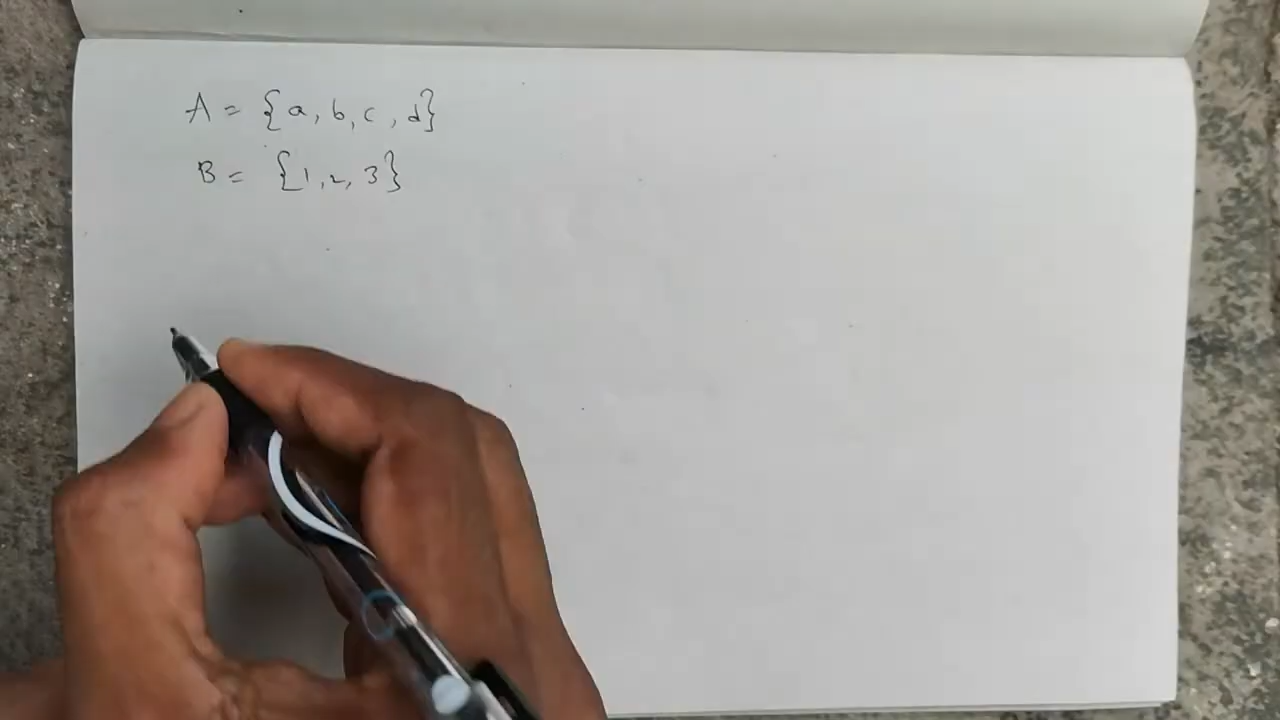 A = {a, b, c, d}
B = {1, 2, 3}